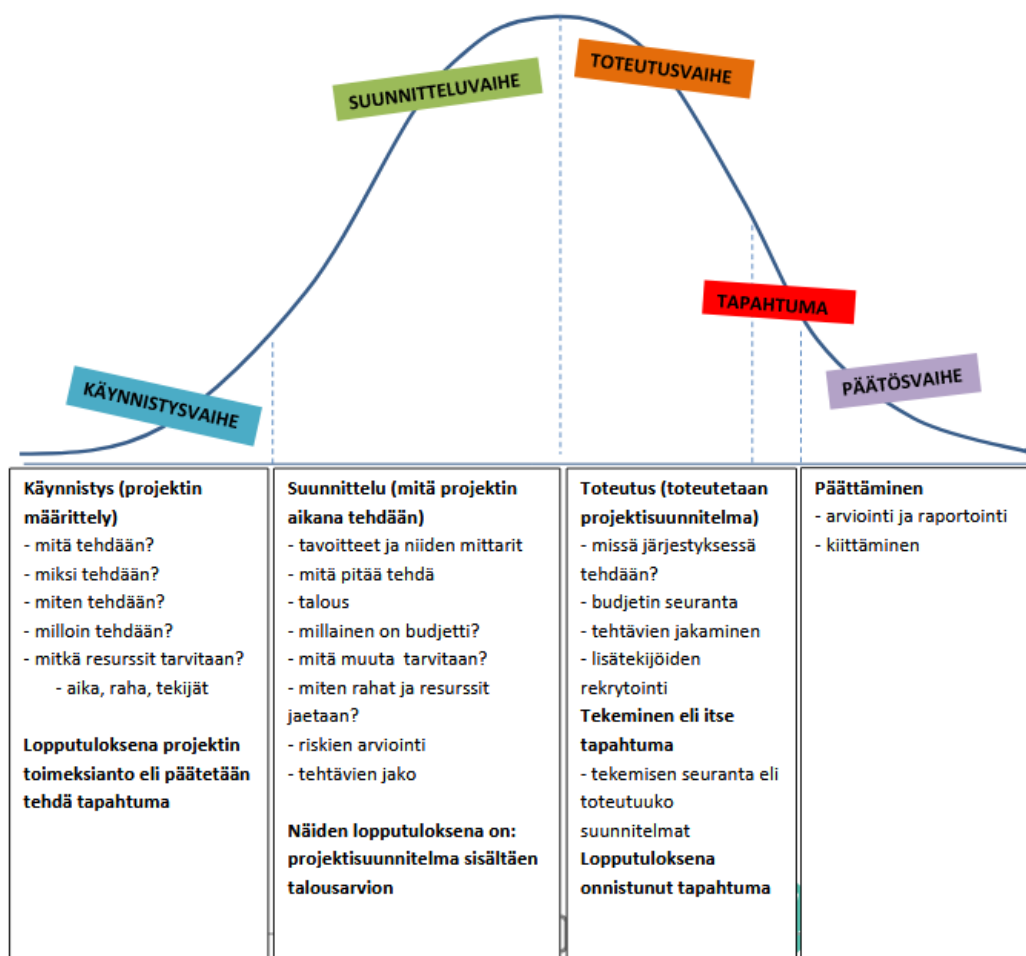 SUUNNITTELUVAIHE
TOTEUTUSVAIHE
TAPAHTUMA
KÄYNNISTYSVAIHE
PÄÄTÖSVAIHE
Käynnistys (projektin
määrittely)
- mitä tehdään?
- miksi tehdään?
- miten tehdään?
- milloin tehdään?
- mitkä resurssit tarvitaan?
- aika, raha, tekijät
Lopputuloksena projektin
toimeksianto eli päätetään
tehdä tapahtuma
Suunnittelu (mitä projektin
aikana tehdään)
- tavoitteet ja niiden mittarit
- mitä pitää tehdä
- talous
- millainen on budjetti?
- mitä muuta  tarvitaan?
- miten rahat ja resurssit
jaetaan?
- riskien arviointi
- tehtävien jako
Näiden lopputuloksena on:
projektisuunnitelma sisältäen
talousarvion
Toteutus (toteutetaan
projektisuunnitelma)
- missä järjestyksessä
tehdään?
- budjetin seuranta
- tehtävien jakaminen
- lisätekijöiden
rekrytointi
Tekeminen eli itse
tapahtuma
- tekemisen seuranta eli
toteutuuko
suunnitelmat
Lopputuloksena
onnistunut tapahtuma
Päättäminen
- arviointi ja raportointi
- kiittäminen